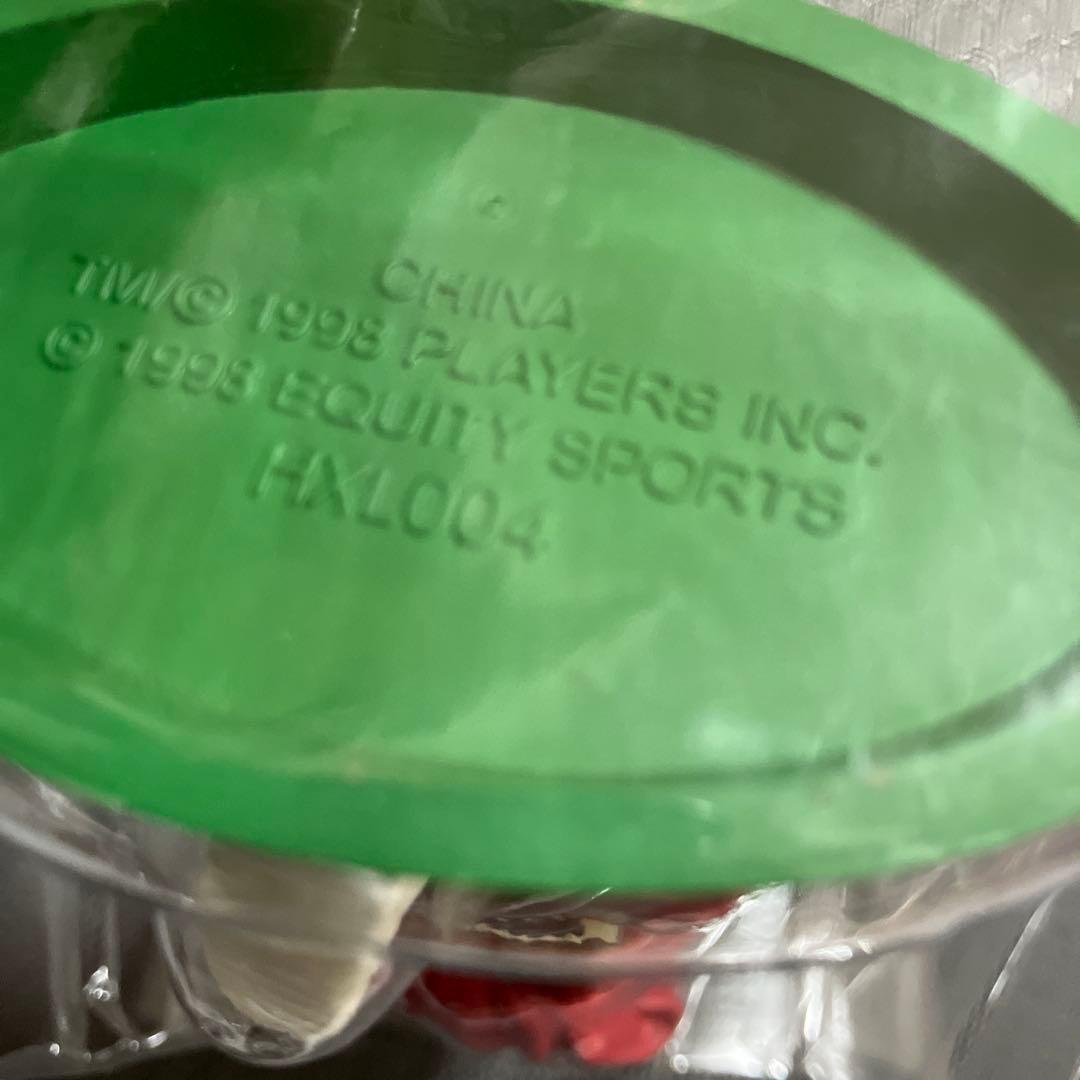 CHINA
TM/© 1998 PLAYERS INC.
© 1998 EQUITY SPORTS
HXL004